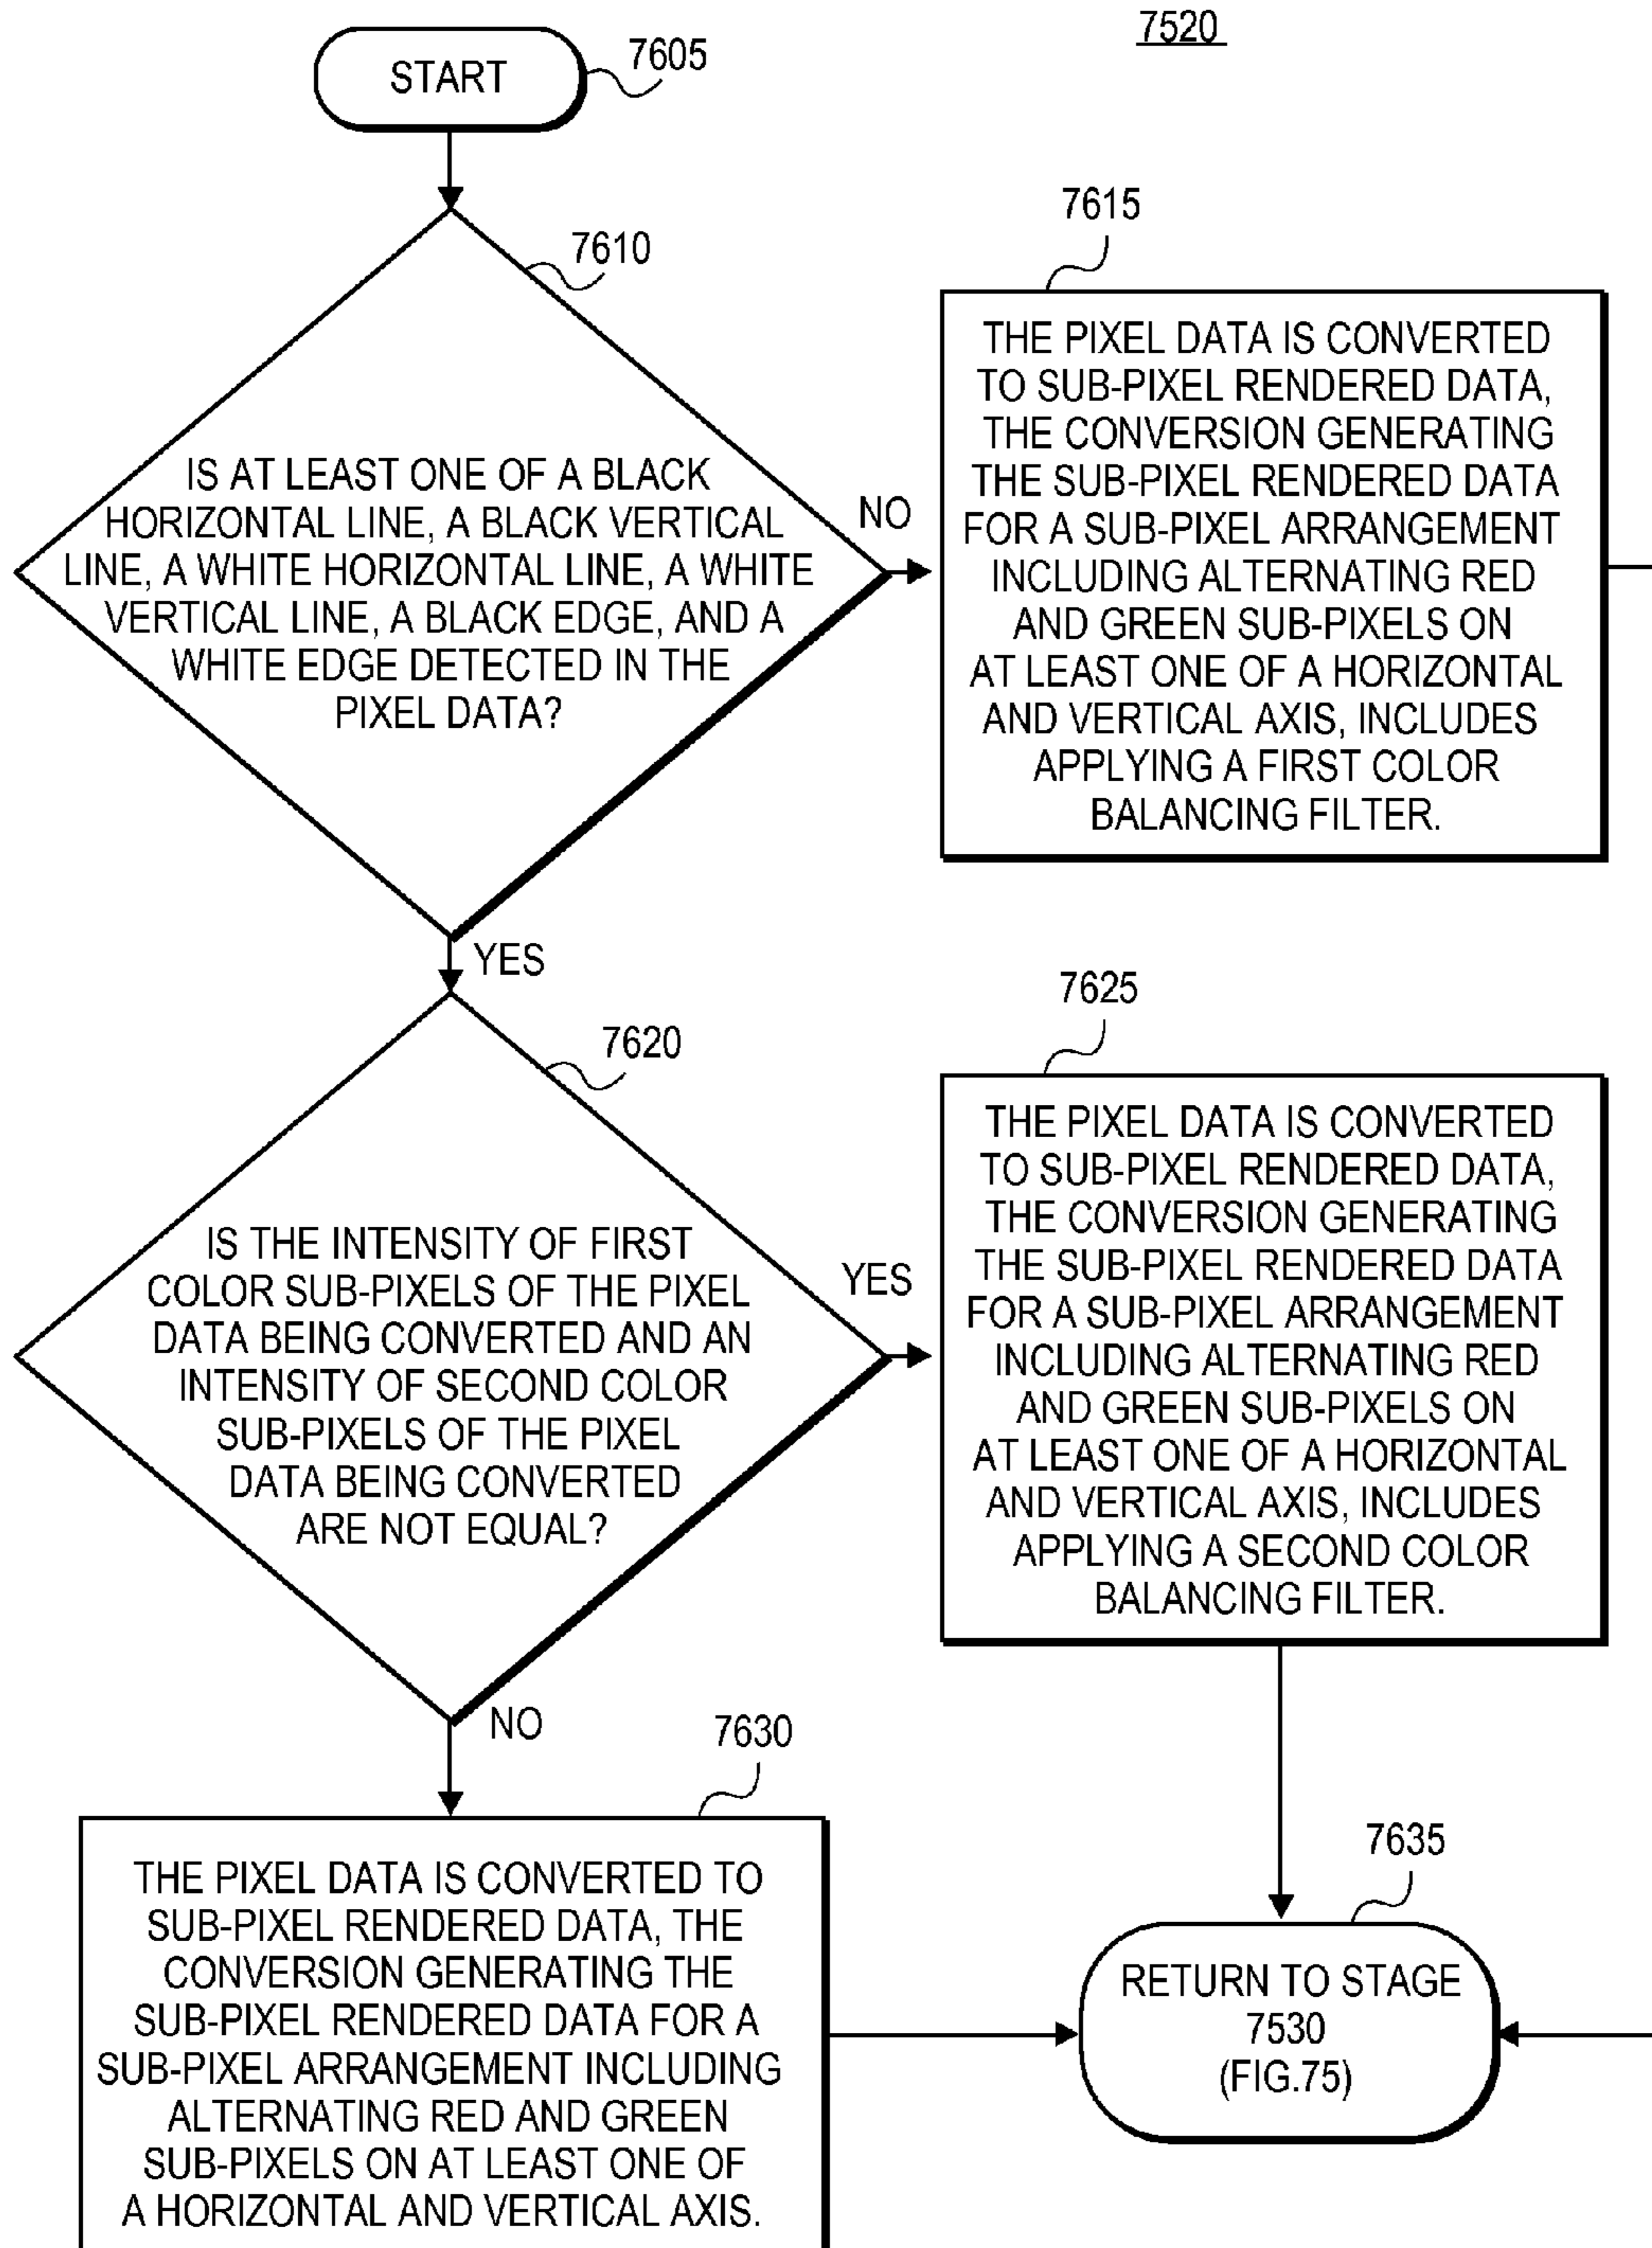 7520
START
7605
7610
IS AT LEAST ONE OF A BLACK
HORIZONTAL LINE, A BLACK VERTICAL
LINE, A WHITE HORIZONTAL LINE, A WHITE
VERTICAL LINE, A BLACK EDGE, AND A
WHITE EDGE DETECTED IN THE
PIXEL DATA?
NO
7615
THE PIXEL DATA IS CONVERTED
TO SUB-PIXEL RENDERED DATA,
THE CONVERSION GENERATING
THE SUB-PIXEL RENDERED DATA
FOR A SUB-PIXEL ARRANGEMENT
INCLUDING ALTERNATING RED
AND GREEN SUB-PIXELS ON
AT LEAST ONE OF A HORIZONTAL
AND VERTICAL AXIS, INCLUDES
APPLYING A FIRST COLOR
BALANCING FILTER.
YES
7620
IS THE INTENSITY OF FIRST
COLOR SUB-PIXELS OF THE PIXEL
DATA BEING CONVERTED AND AN
INTENSITY OF SECOND COLOR
SUB-PIXELS OF THE PIXEL
DATA BEING CONVERTED
ARE NOT EQUAL?
YES
7625
THE PIXEL DATA IS CONVERTED
TO SUB-PIXEL RENDERED DATA,
THE CONVERSION GENERATING
THE SUB-PIXEL RENDERED DATA
FOR A SUB-PIXEL ARRANGEMENT
INCLUDING ALTERNATING RED
AND GREEN SUB-PIXELS ON
AT LEAST ONE OF A HORIZONTAL
AND VERTICAL AXIS, INCLUDES
APPLYING A SECOND COLOR
BALANCING FILTER.
NO
7630
THE PIXEL DATA IS CONVERTED TO
SUB-PIXEL RENDERED DATA, THE
CONVERSION GENERATING THE
SUB-PIXEL RENDERED DATA FOR A
SUB-PIXEL ARRANGEMENT INCLUDING
ALTERNATING RED AND GREEN
SUB-PIXELS ON AT LEAST ONE OF
A HORIZONTAL AND VERTICAL AXIS.
7635
RETURN TO STAGE
7530
(FIG.75)